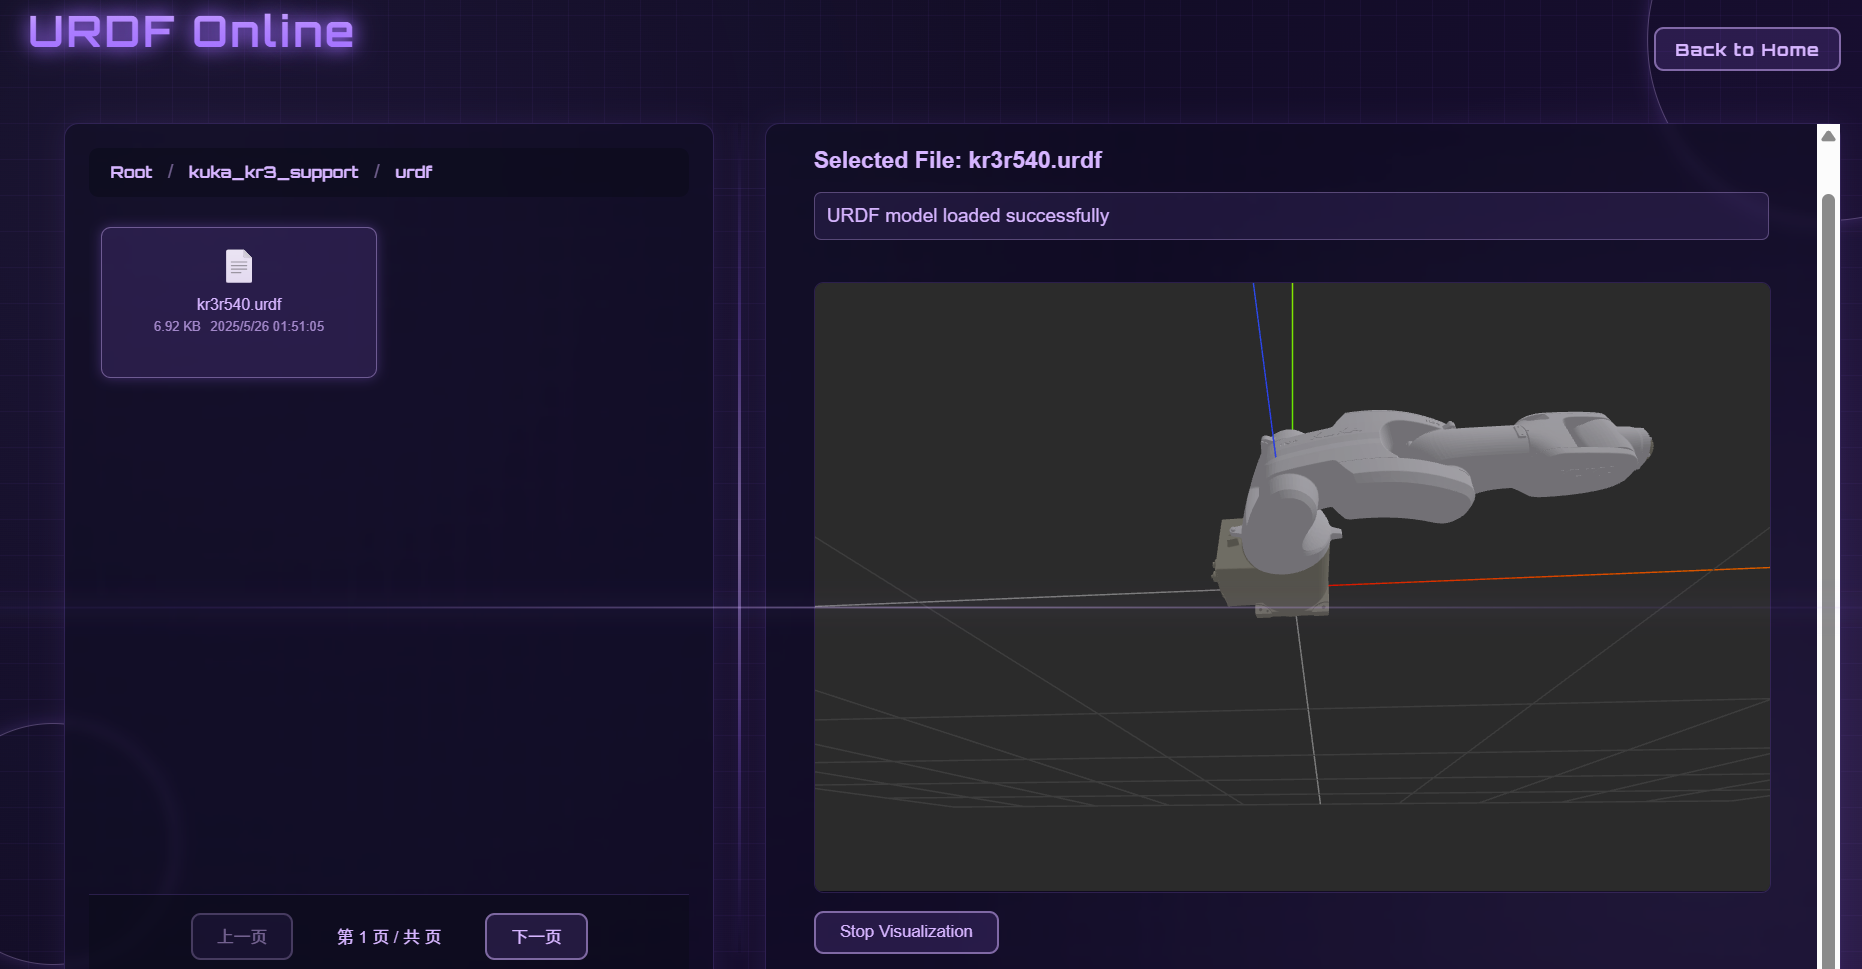 URDF Online
Back to Home
Root / kuka_kr3_support / urdf
kr3r540.urdf
6.92 KB 2025/5/26 01:51:05
上一页
第 1 页 / 共 页
下一页
Selected File: kr3r540.urdf
URDF model loaded successfully
Stop Visualization